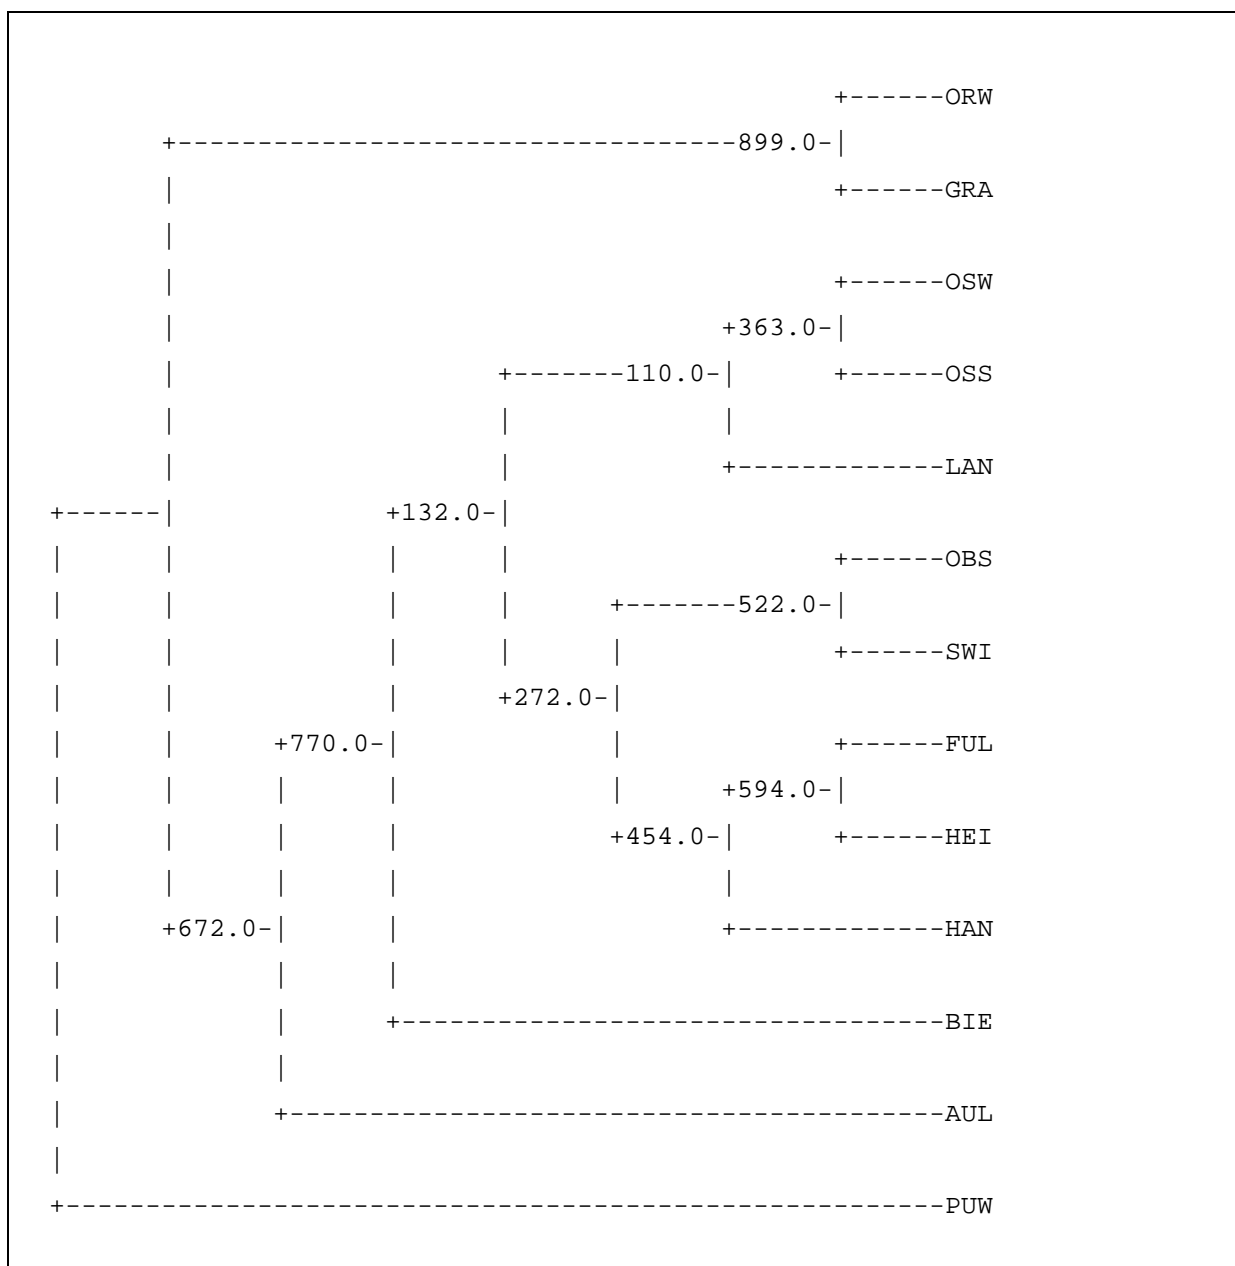 +------ORW
+-----------------------------------899.0-|
| +------GRA
|
| +------OSW
| +363.0-|
| +-------110.0-| +------OSS
| | |
| | +-------------LAN
+------| +132.0-|
| | | | +------OBS
| | | | +-------522.0-|
| | | | | +------SWI
| | | +272.0-|
| | +770.0-| | +------FUL
| | | | | +594.0-|
| | | | +454.0-| +------HEI
| | | | |
| +672.0-| | +-------------HAN
| | |
| | +----------------------------------BIE
| |
| +-----------------------------------------AUL
|
+-------------------------------------------------------PUW